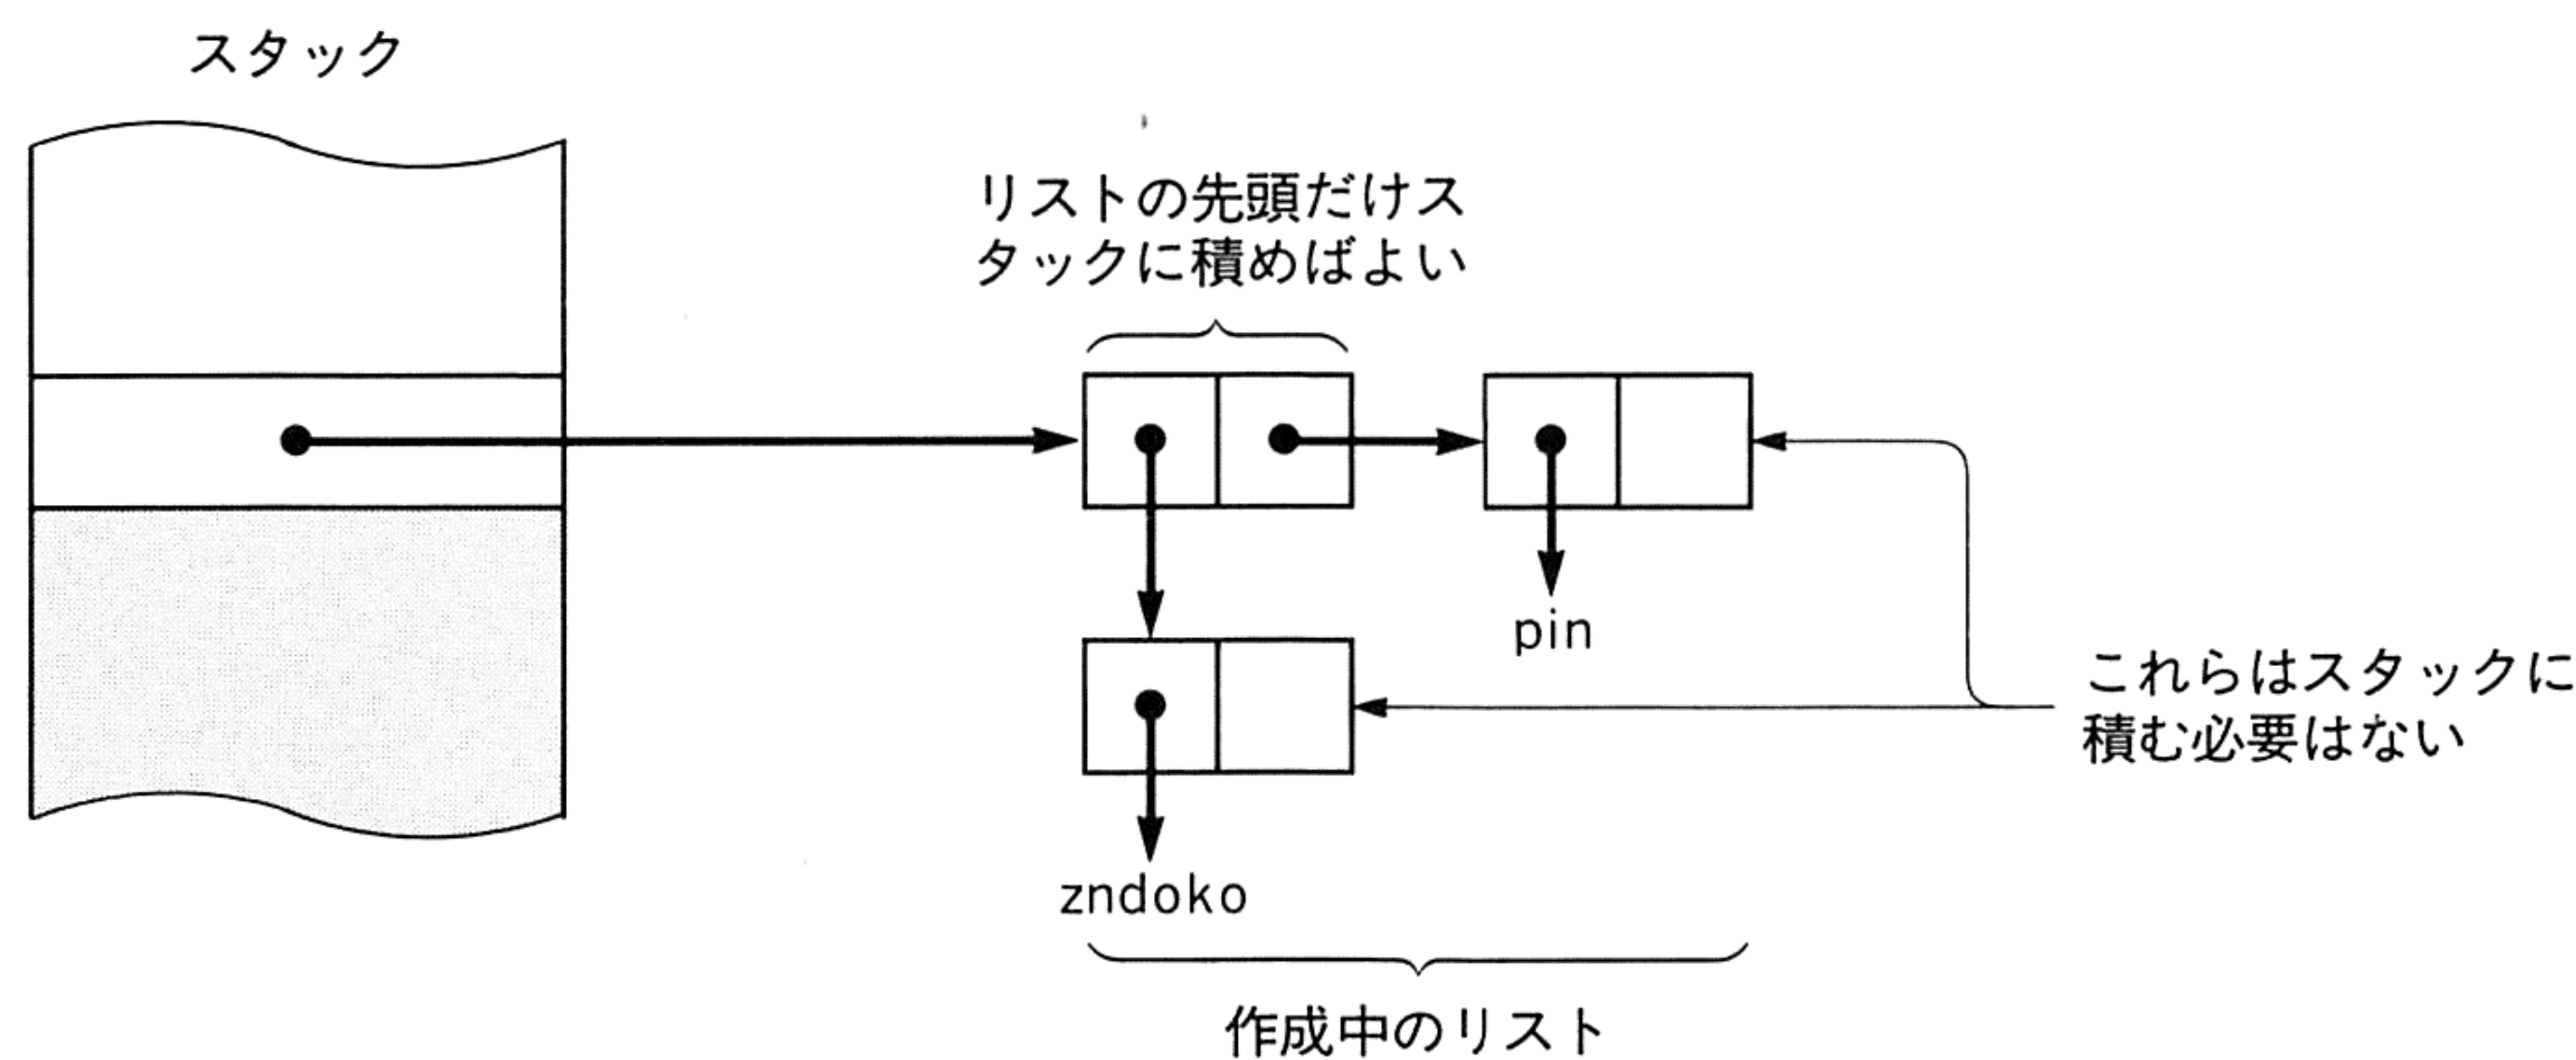 スタック
リストの先頭だけス
タックに積めばよい
pin
これらはスタックに
積む必要はない
zndoko
作成中のリスト